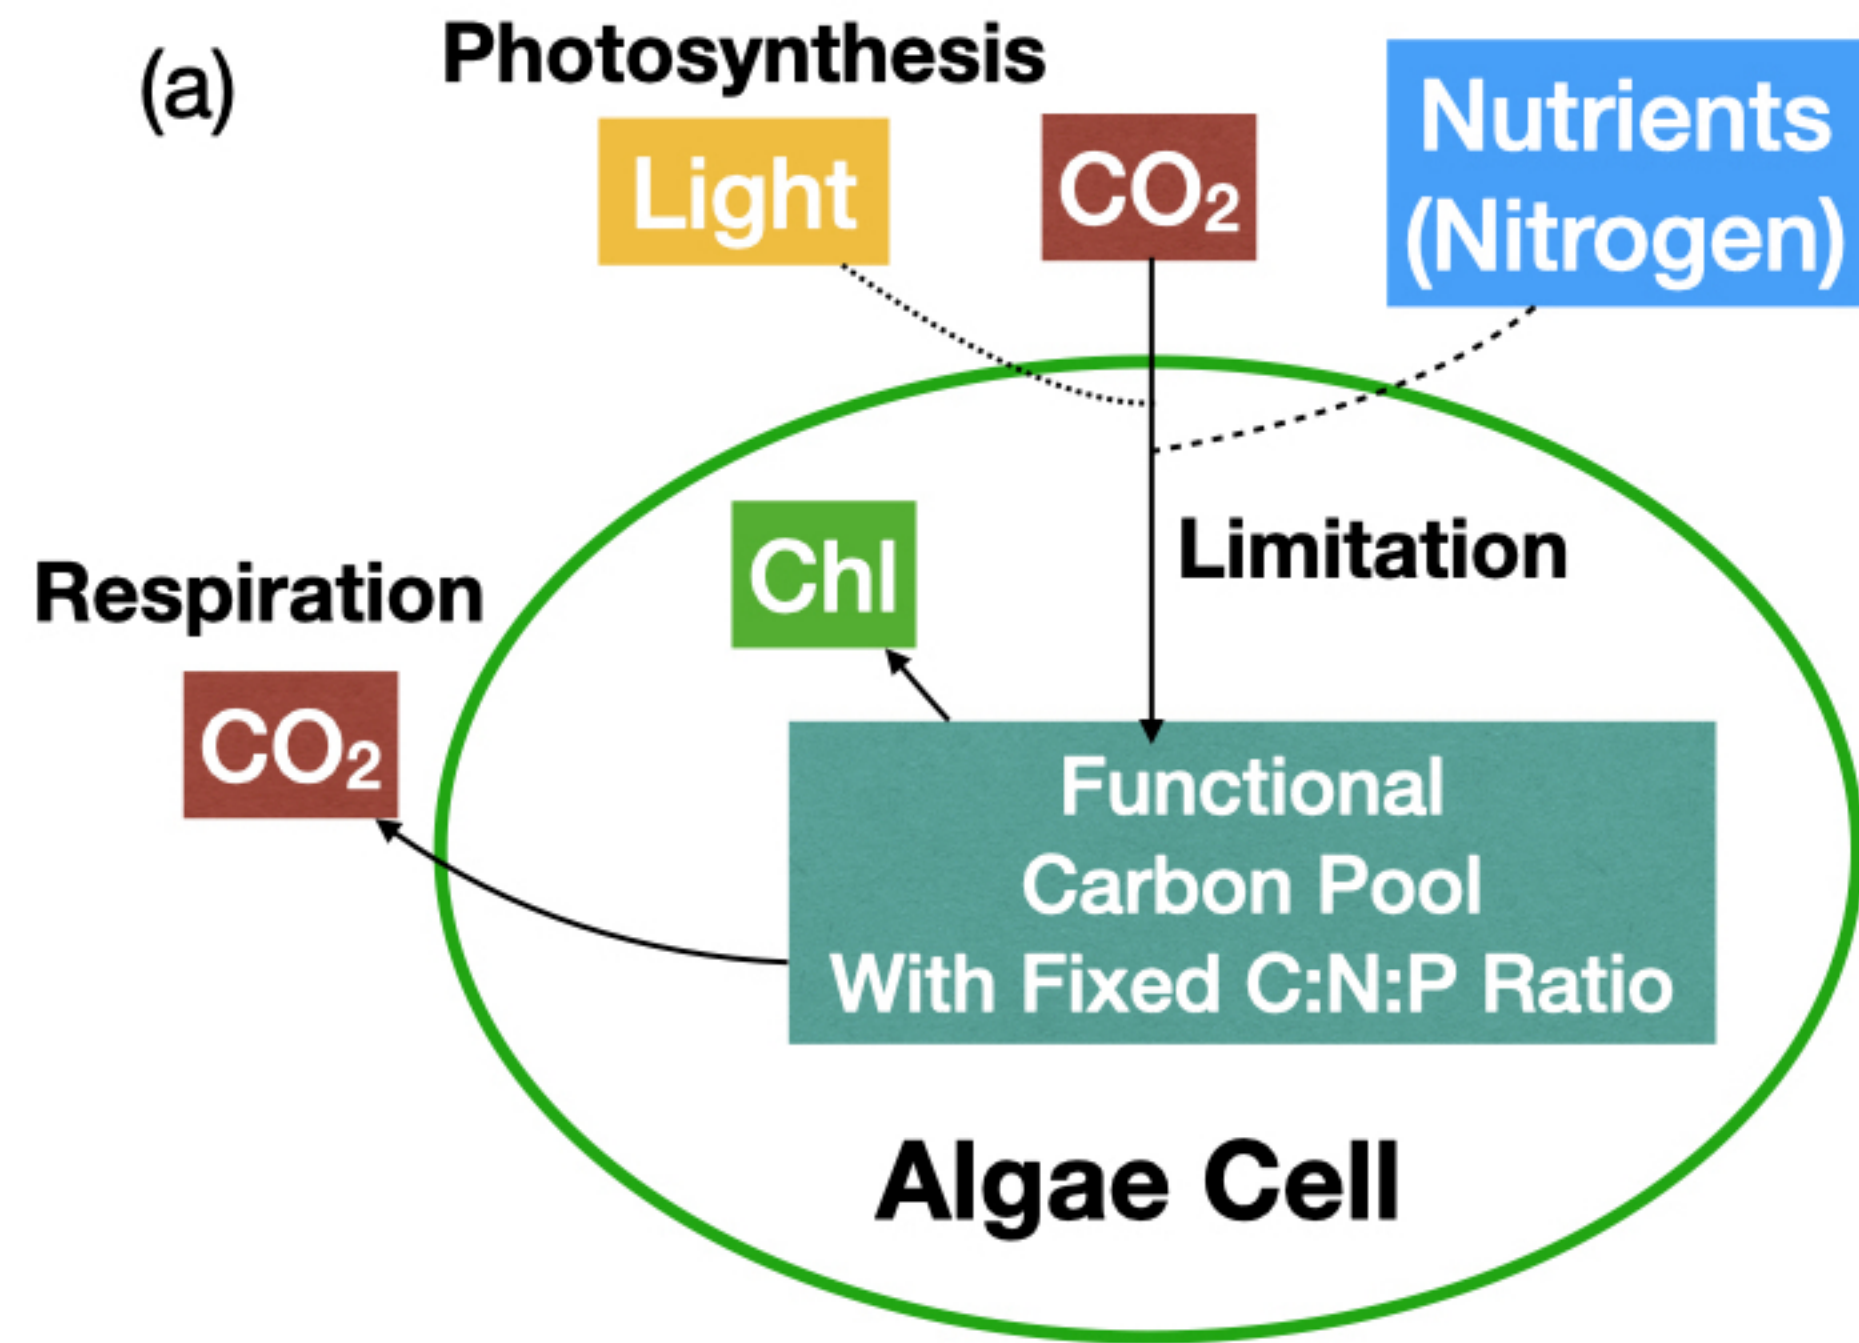 (a)
Photosynthesis
Light
CO₂
Nutrients
(Nitrogen)
Chl
Limitation
Respiration
CO₂
Functional
Carbon Pool
With Fixed C:N:P Ratio
Algae Cell